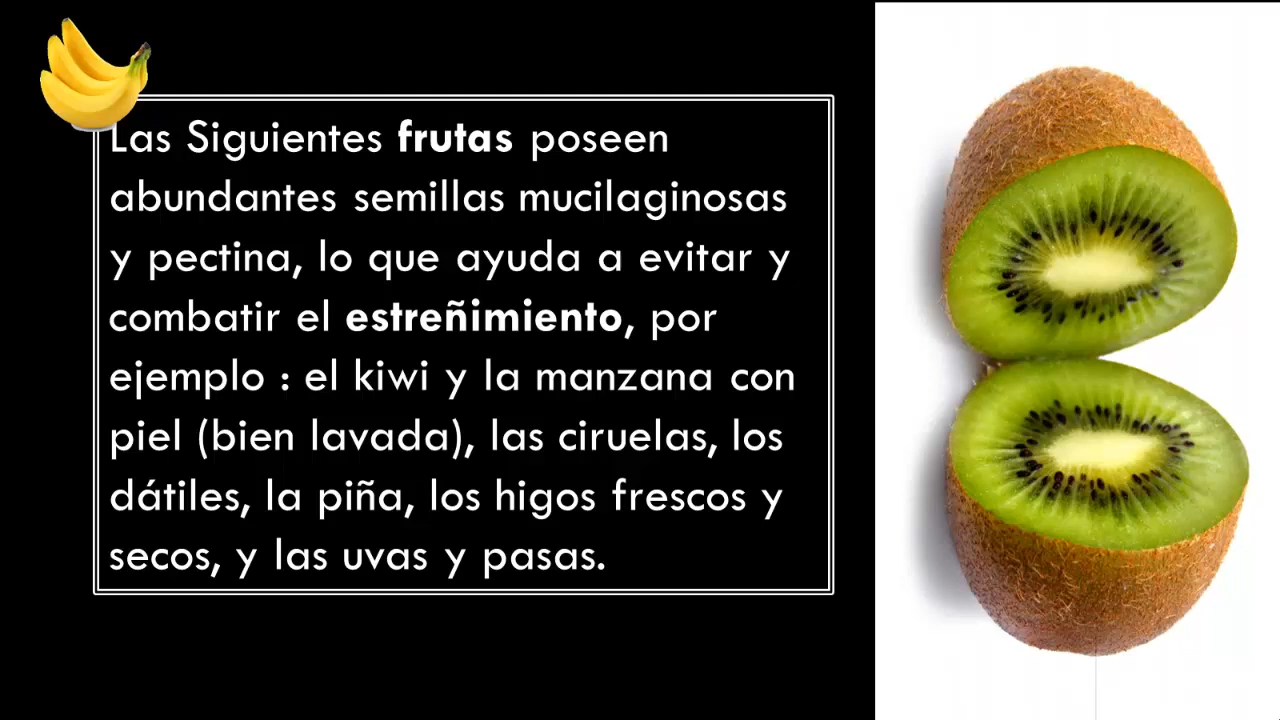 Las Siguientes frutas poseen
abundantes semillas mucilaginosas
y pectina, lo que ayuda a evitar y
combatir el estreñimiento, por
ejemplo : el kiwi y la manzana con
piel (bien lavada), las ciruelas, los
dátiles, la piña, los higos frescos y
secos, y las uvas y pasas.